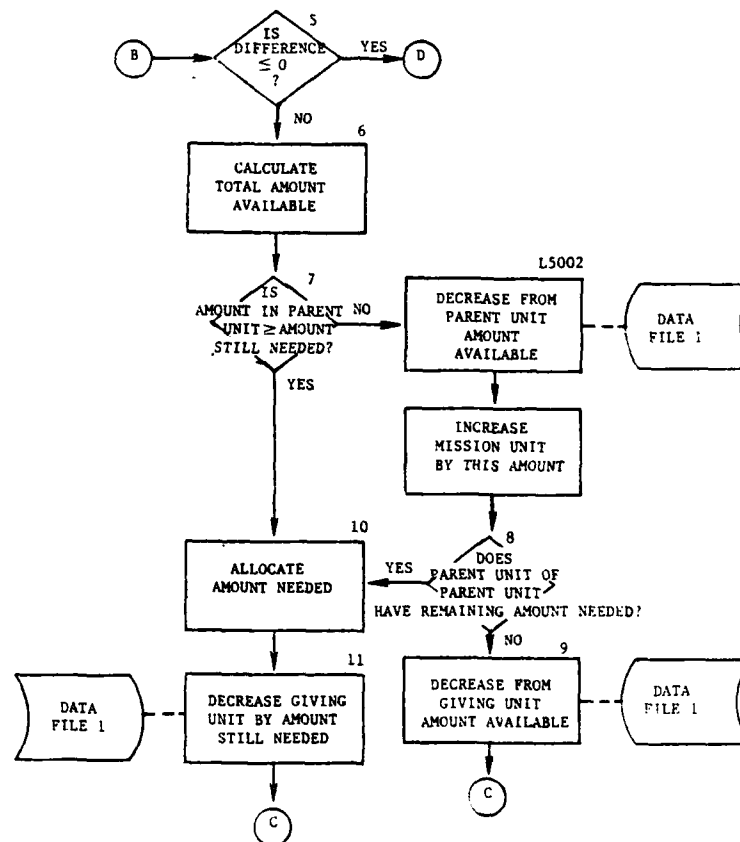 5
IS
DIFFERENCE
≤ 0
?
B
YES
D
NO
6
CALCULATE
TOTAL AMOUNT
AVAILABLE
7
IS
AMOUNT IN PARENT
UNIT ≥ AMOUNT
STILL NEEDED?
NO
YES
L5002
DECREASE FROM
PARENT UNIT
AMOUNT
AVAILABLE
DATA
FILE 1
INCREASE
MISSION UNIT
BY THIS AMOUNT
8
DOES
PARENT UNIT OF
PARENT UNIT
HAVE REMAINING AMOUNT NEEDED?
YES
NO
10
ALLOCATE
AMOUNT NEEDED
11
DECREASE GIVING
UNIT BY AMOUNT
STILL NEEDED
DATA
FILE 1
C
9
DECREASE FROM
GIVING UNIT
AMOUNT AVAILABLE
DATA
FILE 1
C